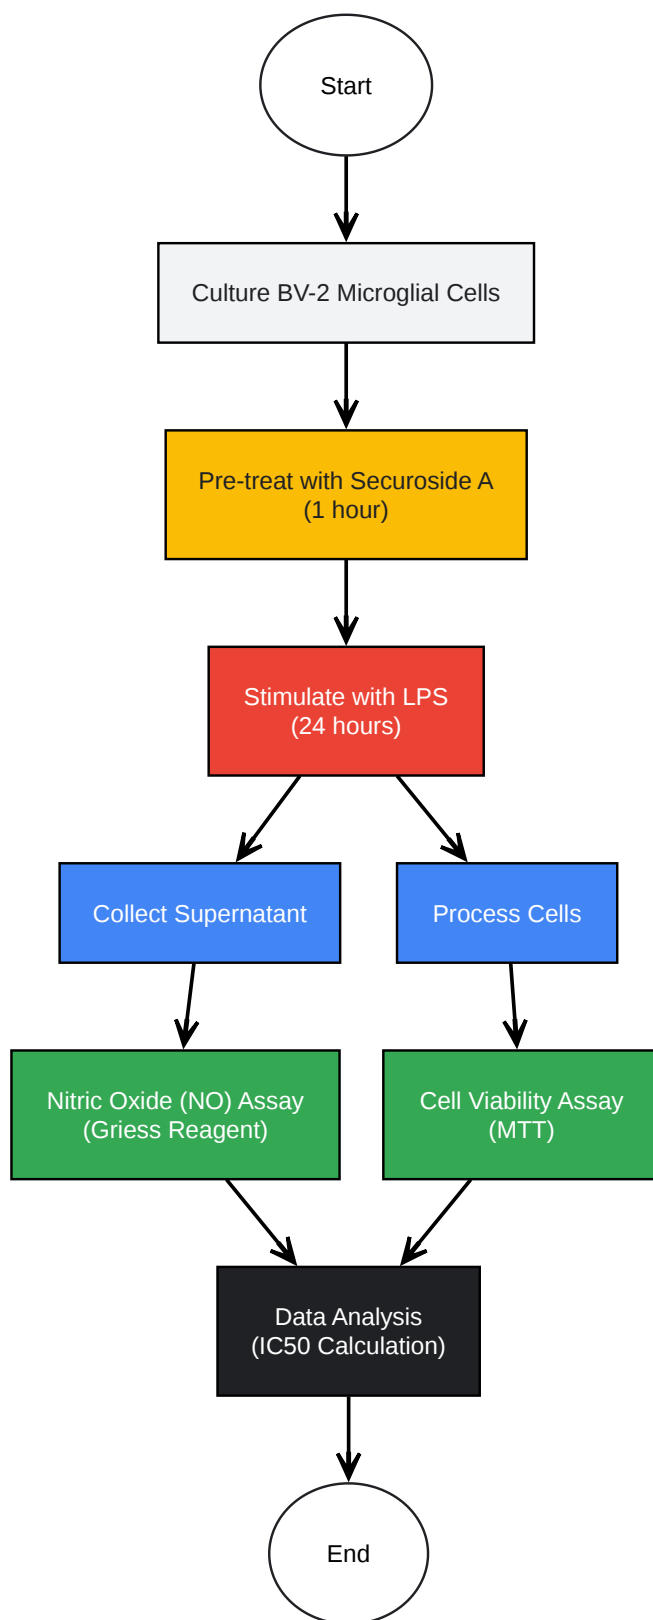 Start
Culture BV-2 Microglial Cells
Pre-treat with Securoside A
(1 hour)
Stimulate with LPS
(24 hours)
Collect Supernatant
Process Cells
Nitric Oxide (NO) Assay
(Griess Reagent)
Cell Viability Assay
(MTT)
Data Analysis
(IC50 Calculation)
End